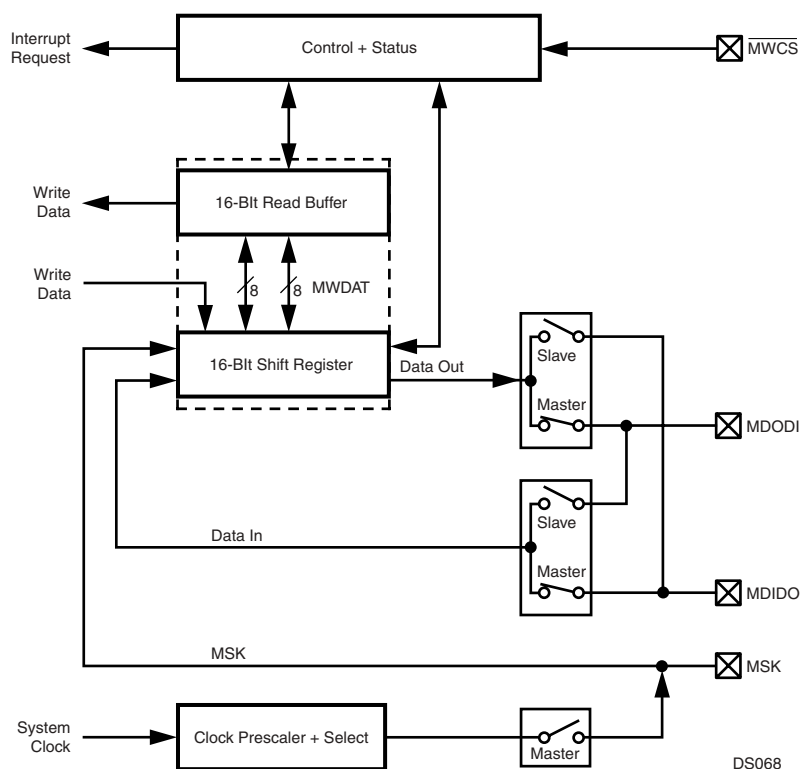 Interrupt
Request
Control + Status
MWCS
Write
Data
16-BIt Read Buffer
Write
Data
8
8
MWDAT
16-BIt Shift Register
Data Out
Slave
Master
MDODI
Slave
Data In
Master
MDIDO
MSK
MSK
System
Clock
Clock Prescaler + Select
Master
DS068